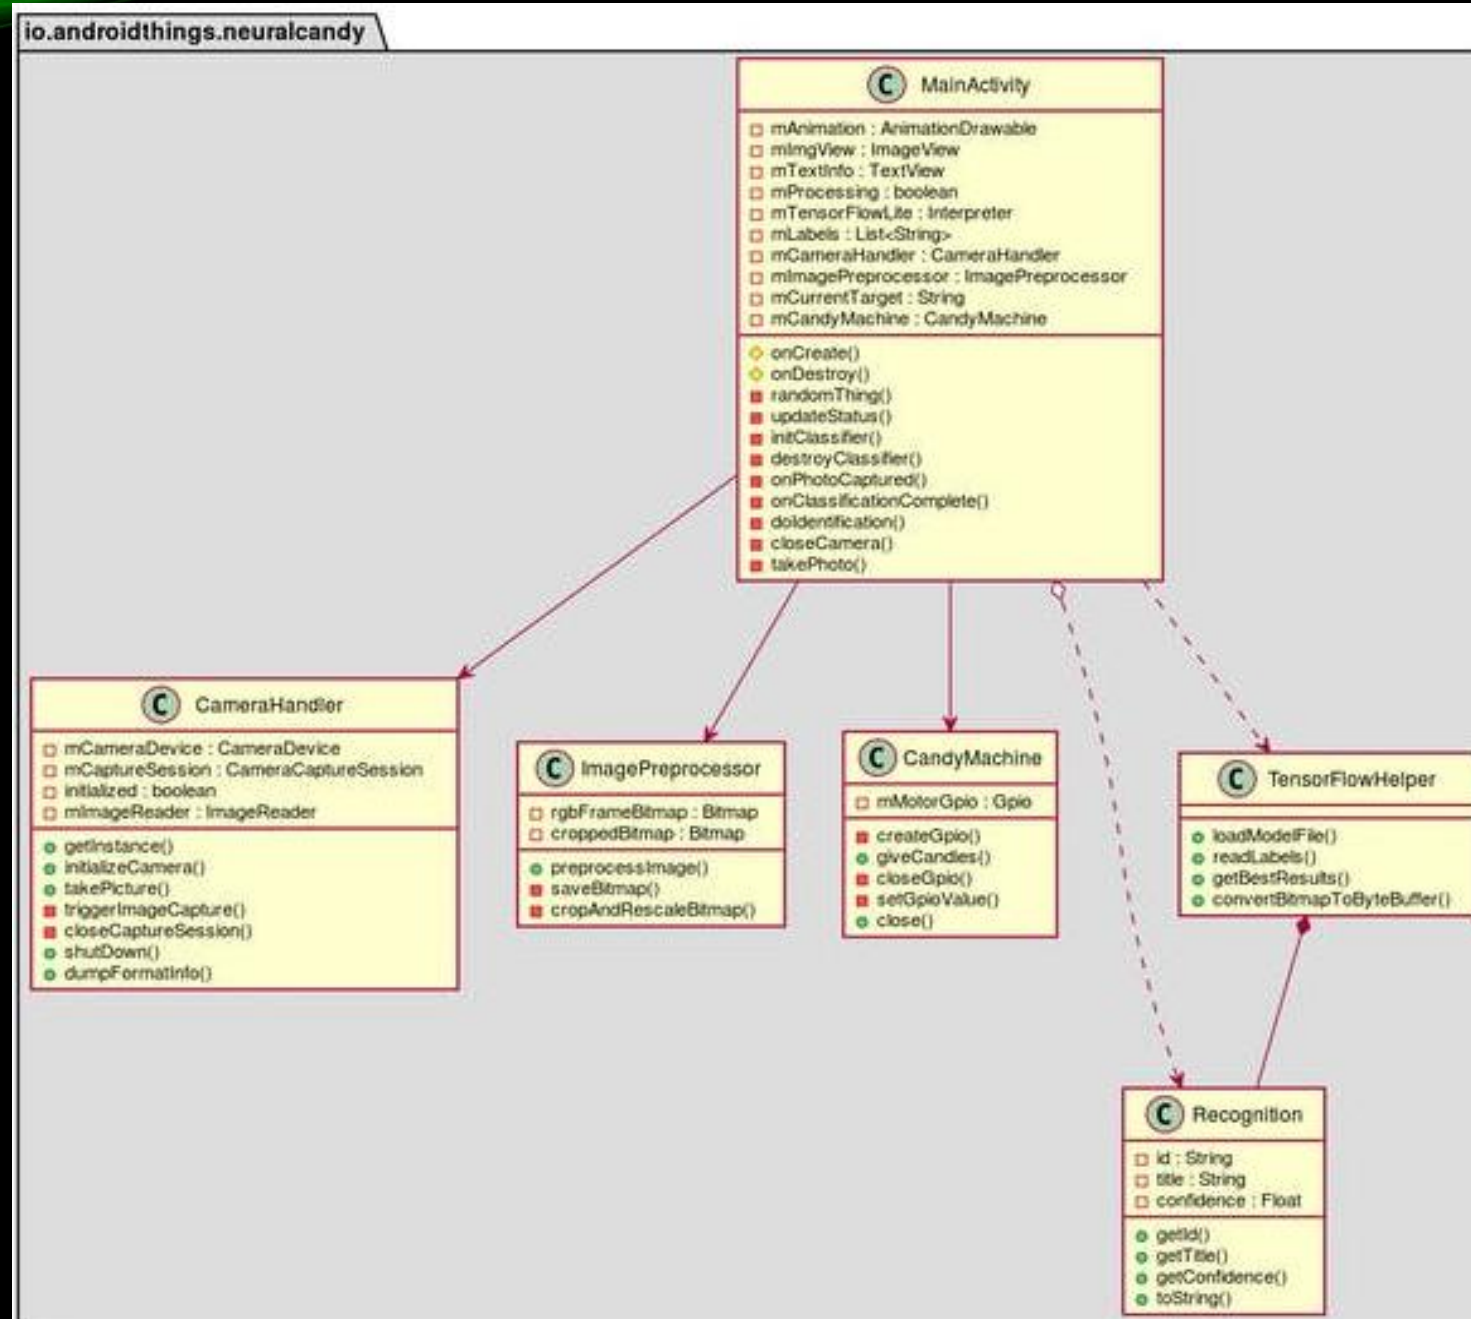 io.androidthings.neuralcandy
C MainActivity
mAnimation : AnimationDrawable
mImgView : ImageView
mTextInfo : TextView
mProcessing : boolean
mTensorFlowLite : Interpreter
mLabels : List<String>
mCameraHandler : CameraHandler
mImagePreprocessor : ImagePreprocessor
mCurrentTarget : String
mCandyMachine : CandyMachine
onCreate()
onDestroy()
randomThing()
updateStatus()
initClassifier()
destroyClassifier()
onPhotoCaptured()
onClassificationComplete()
doIdentification()
closeCamera()
takePhoto()
C CameraHandler
mCameraDevice : CameraDevice
mCaptureSession : CameraCaptureSession
initialized : boolean
mImageReader : ImageReader
getInstance()
initializeCamera()
takePicture()
triggerImageCapture()
closeCaptureSession()
shutDown()
dumpFormatInfo()
C ImagePreprocessor
rgbFrameBitmap : Bitmap
croppedBitmap : Bitmap
preprocessImage()
saveBitmap()
cropAndRescaleBitmap()
C CandyMachine
mMotorGpio : Gpio
createGpio()
giveCandies()
closeGpio()
setGpioValue()
close()
C TensorFlowHelper
loadModelFile()
readLabels()
getBestResults()
convertBitmapToByteBuffer()
C Recognition
id : String
title : String
confidence : Float
getId()
getTitle()
getConfidence()
toString()